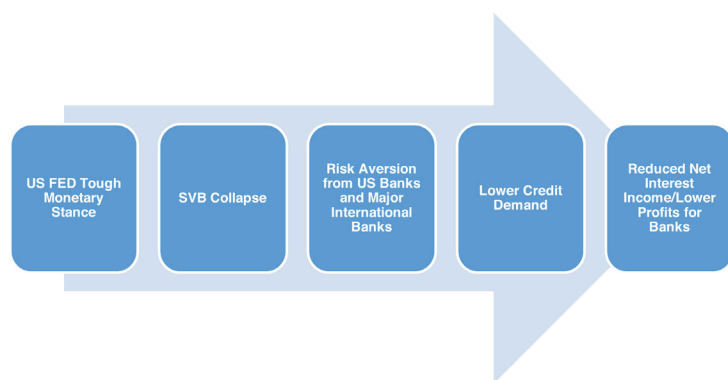 US FED Tough
Monetary
Stance
SVB Collapse
Risk Aversion
from US Banks
and Major
International
Banks
Lower Credit
Demand
Reduced Net
Interest
Income/Lower
Profits for
Banks